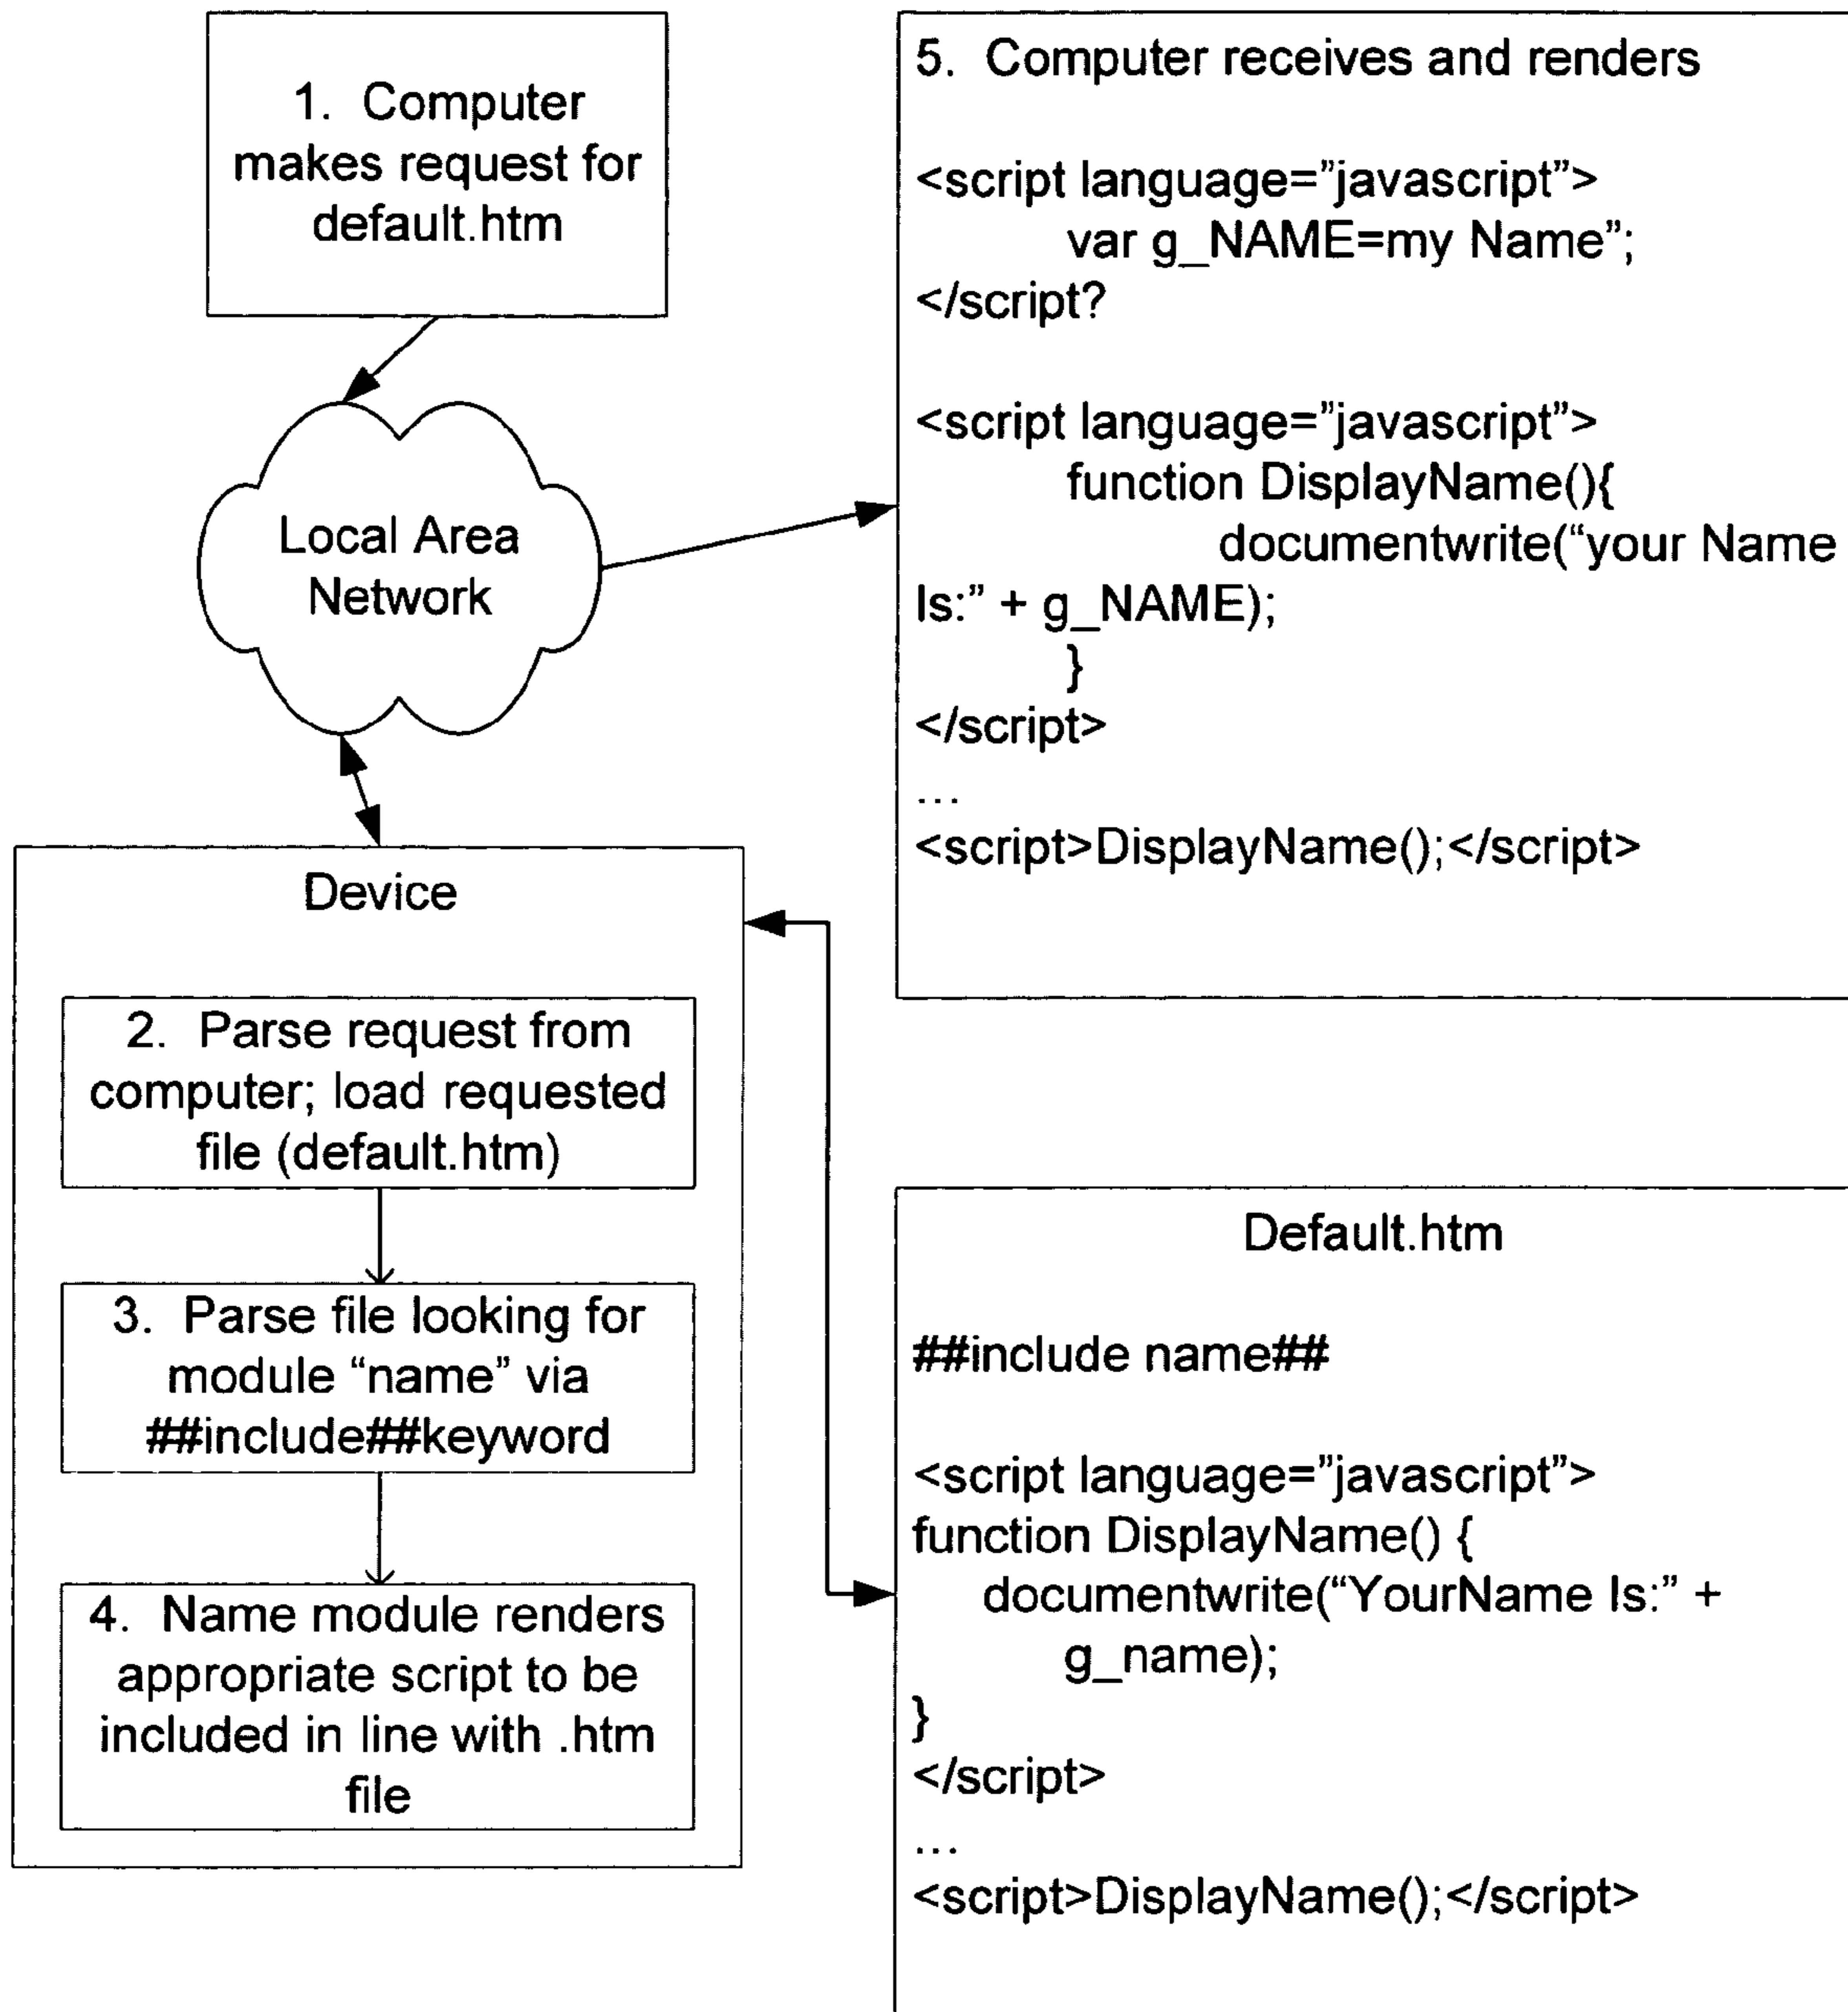 1. Computer
makes request for
default.htm
Local Area
Network
Device
2. Parse request from
computer; load requested
file (default.htm)
3. Parse file looking for
module “name” via
##include##keyword
4. Name module renders
appropriate script to be
included in line with .htm
file
5. Computer receives and renders
<script language=”javascript”>
var g_NAME=my Name”;
</script?
<script language=”javascript”>
function DisplayName(){
documentwrite(“your Name
Is:” + g_NAME);
}
</script>
...
<script>DisplayName();</script>
Default.htm
##include name##
<script language=”javascript”>
function DisplayName() {
documentwrite(“YourName Is:” +
g_name);
}
</script>
...
<script>DisplayName();</script>